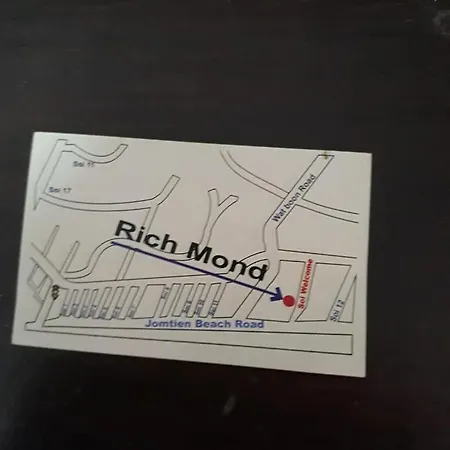 Soi 11
Soi 17
Wat boon Road
Rich Mond
Soi Welcome
Soi 12
Jomtien Beach Road